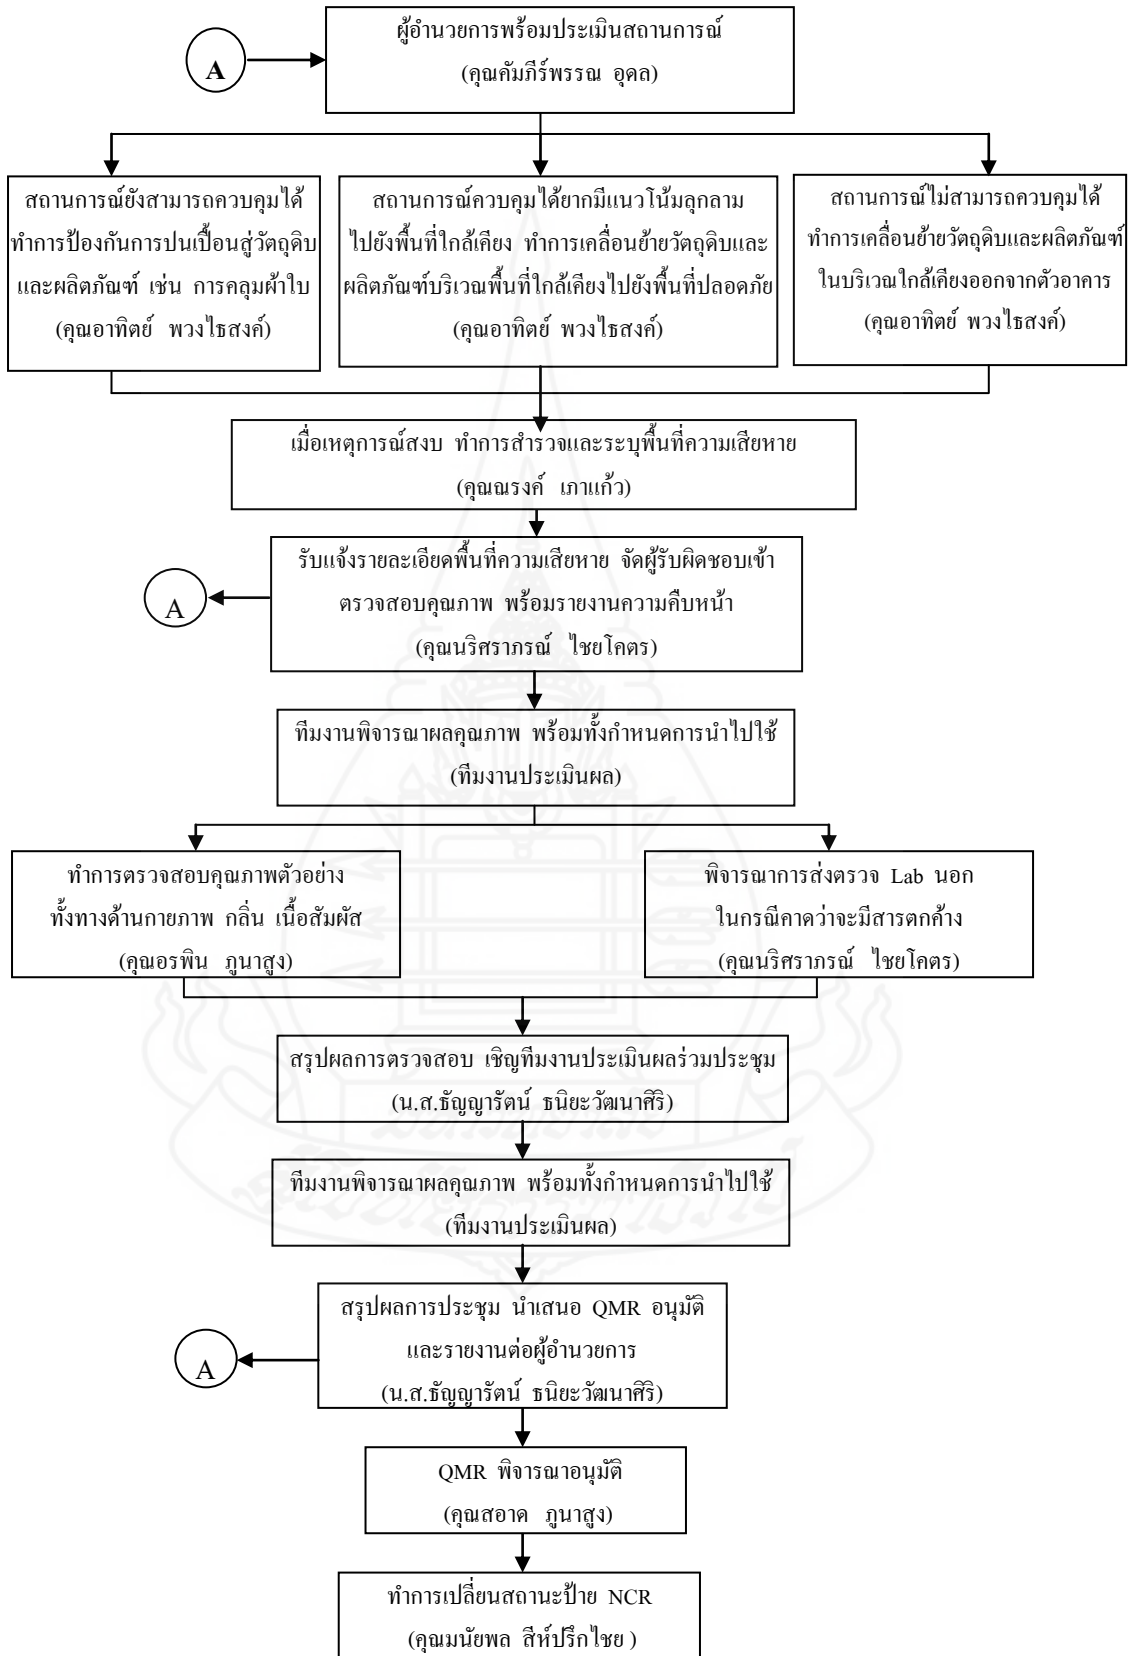 ผู้อำนวยการพร้อมประเมินสถานการณ์
(คุณคัมภีร์พรรณ อุดล)
A
สถานการณ์ยังสามารถควบคุมได้
ทำการป้องกันการปนเปื้อนสู่วัตถุดิบ
และผลิตภัณฑ์ เช่น การคลุมผ้าใบ
(คุณอาทิตย์ พวงไธสงค์)
สถานการณ์ควบคุมได้ยากมีแนวโน้มลุกลาม
ไปยังพื้นที่ใกล้เคียง ทำการเคลื่อนย้ายวัตถุดิบและ
ผลิตภัณฑ์บริเวณพื้นที่ใกล้เคียงไปยังพื้นที่ปลอดภัย
(คุณอาทิตย์ พวงไธสงค์)
สถานการณ์ไม่สามารถควบคุมได้
ทำการเคลื่อนย้ายวัตถุดิบและผลิตภัณฑ์
ในบริเวณใกล้เคียงออกจากตัวอาคาร
(คุณอาทิตย์ พวงไธสงค์)
เมื่อเหตุการณ์สงบ ทำการสำรวจและระบุพื้นที่ความเสียหาย
(คุณณรงค์ เภาแก้ว)
รับแจ้งรายละเอียดพื้นที่ความเสียหาย จัดผู้รับผิดชอบเข้า
ตรวจสอบคุณภาพ พร้อมรายงานความคืบหน้า
(คุณนริศราภรณ์ ไชยโคตร)
A
ทีมงานพิจารณาผลคุณภาพ พร้อมทั้งกำหนดการนำไปใช้
(ทีมงานประเมินผล)
ทำการตรวจสอบคุณภาพตัวอย่าง
ทั้งทางด้านกายภาพ กลิ่น เนื้อสัมผัส
(คุณอรพิน ภูนาสูง)
พิจารณาการส่งตรวจ Lab นอก
ในกรณีคาดว่าจะมีสารตกค้าง
(คุณนริศราภรณ์ ไชยโคตร)
สรุปผลการตรวจสอบ เชิญทีมงานประเมินผลร่วมประชุม
(น.ส.ธัญญารัตน์ ธนิยะวัฒนาศิริ)
ทีมงานพิจารณาผลคุณภาพ พร้อมทั้งกำหนดการนำไปใช้
(ทีมงานประเมินผล)
สรุปผลการประชุม นำเสนอ QMR อนุมัติ
และรายงานต่อผู้อำนวยการ
(น.ส.ธัญญารัตน์ ธนิยะวัฒนาศิริ)
A
QMR พิจารณาอนุมัติ
(คุณสอาด ภูนาสูง)
ทำการเปลี่ยนสถานะป้าย NCR
(คุณมนัยพล สีห์ปรึกไชย )